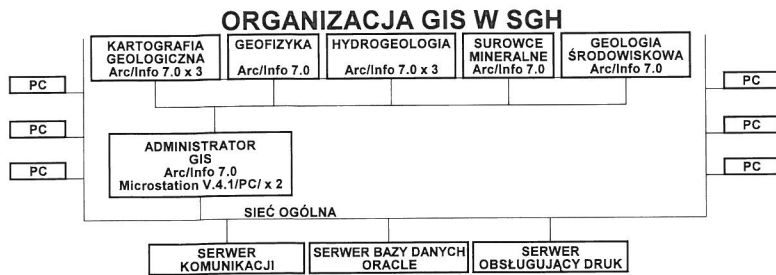 ORGANIZACJA GIS W SGH
KARTOGRAFIA
GEOLOGICZNA
Arc/Info 7.0 x 3
GEOFIZYKA
Arc/Info 7.0
HYDROGEOLOGIA
Arc/Info 7.0 x 3
SUROWCE
MINERALNE
Arc/Info 7.0
GEOLOGIA
ŚRODOWISKOWA
Arc/Info 7.0
PC
PC
PC
PC
PC
PC
ADMINISTRATOR
GIS
Arc/Info 7.0
Microstation V.4.1/PC/ x 2
SIEĆ OGÓLNA
SERWER
KOMUNIKACJI
SERWER BAZY DANYCH
ORACLE
SERWER
OBSŁUGUJĄCY DRUK